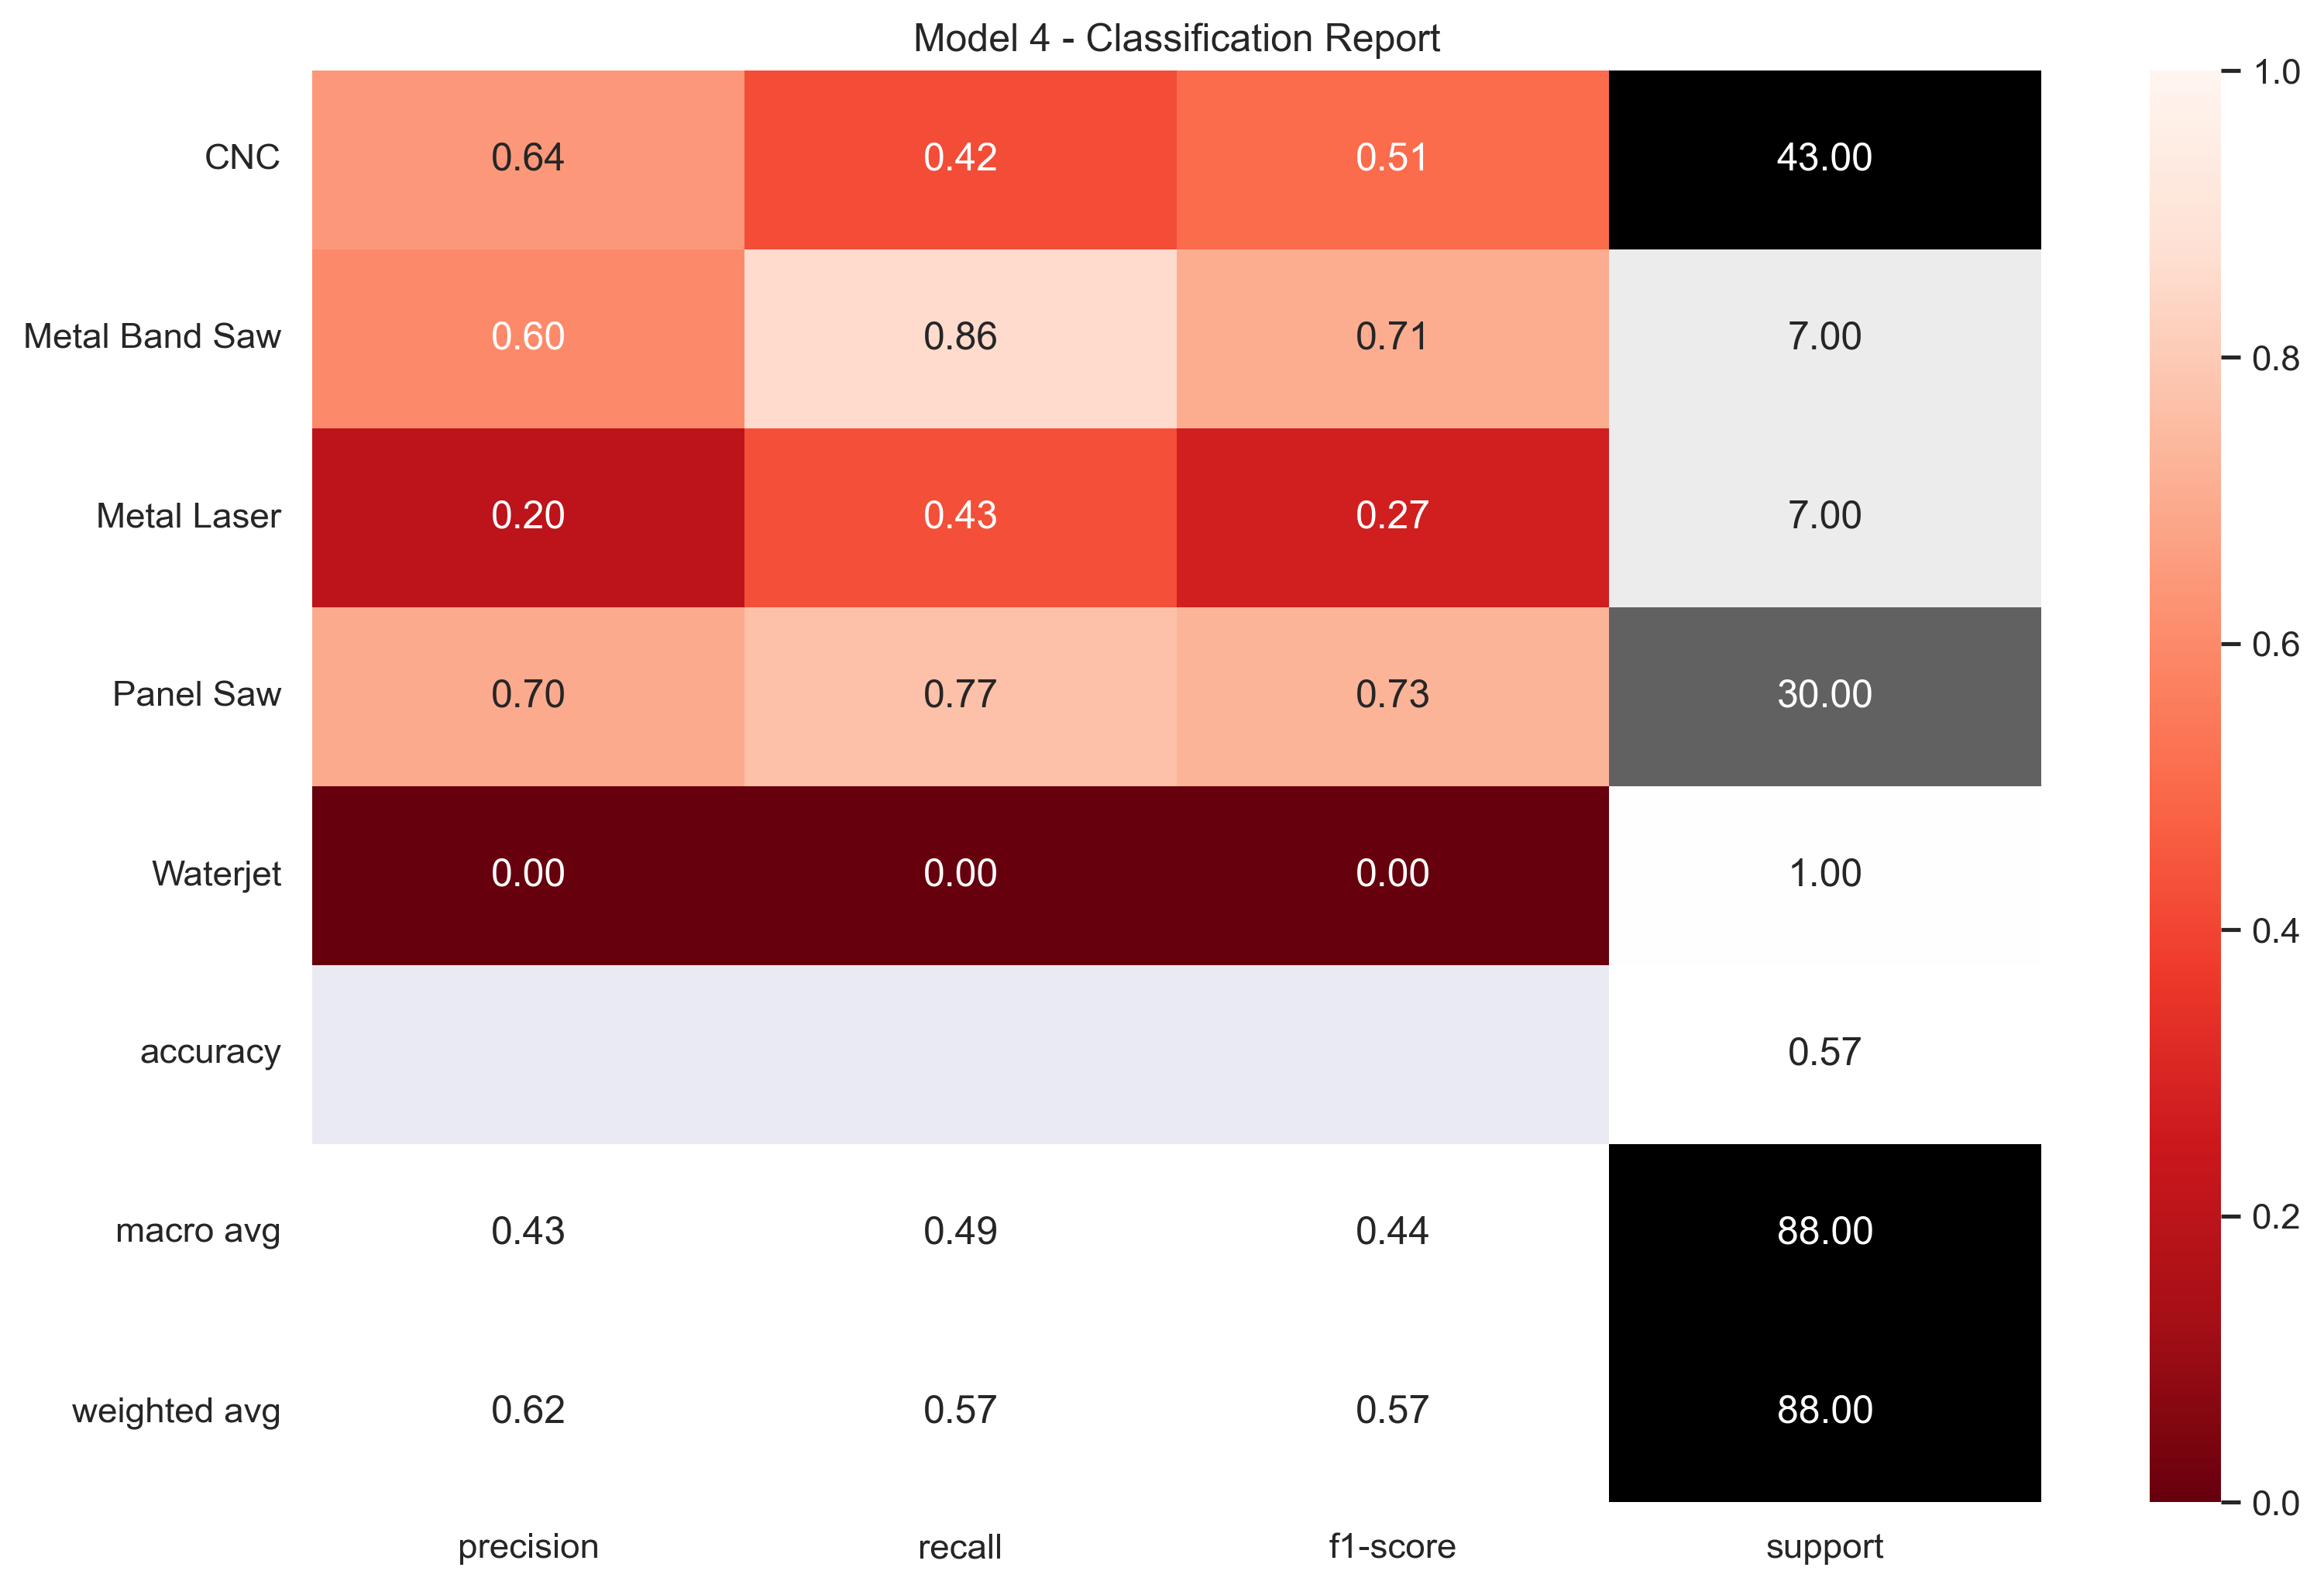 Model 4 - Classification Report
CNC 0.64 0.42 0.51 43.00
Metal Band Saw 0.60 0.86 0.71 7.00
Metal Laser 0.20 0.43 0.27 7.00
Panel Saw 0.70 0.77 0.73 30.00
Waterjet 0.00 0.00 0.00 1.00
accuracy 0.57
macro avg 0.43 0.49 0.44 88.00
weighted avg 0.62 0.57 0.57 88.00
precision recall f1-score support
1.0
0.8
0.6
0.4
0.2
0.0